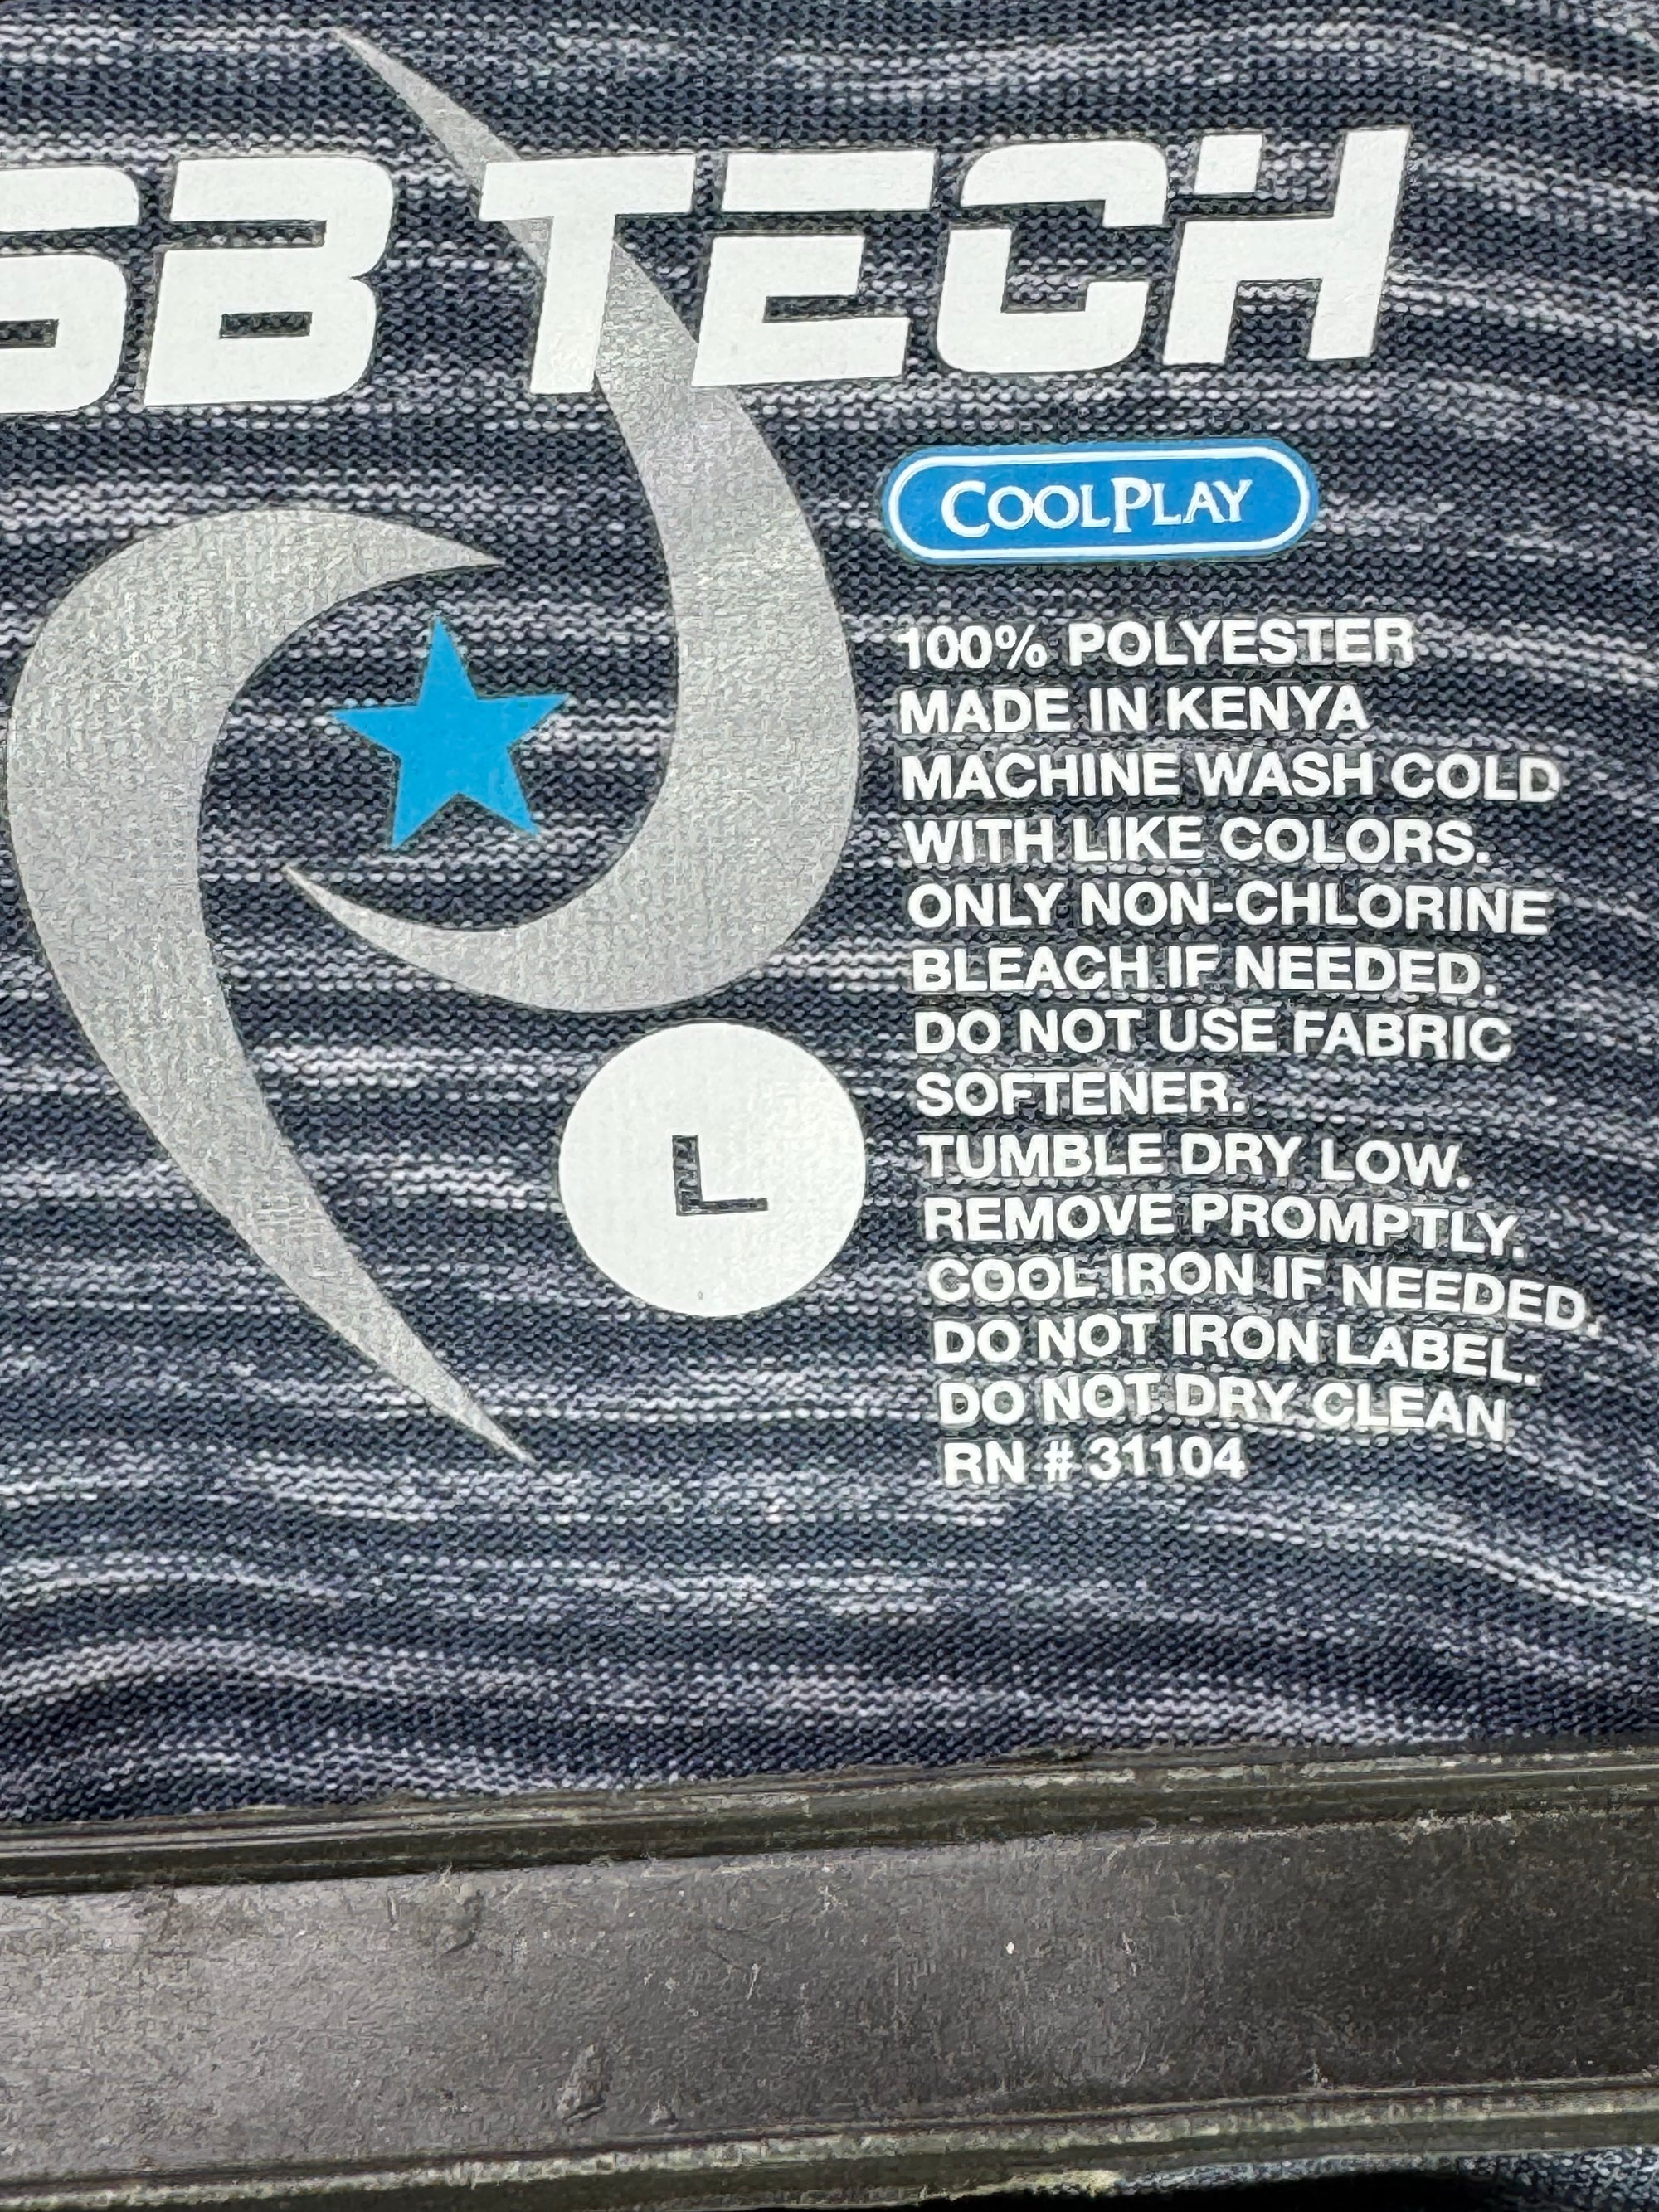 SB TECH
COOLPLAY
100% POLYESTER
MADE IN KENYA
MACHINE WASH COLD
WITH LIKE COLORS.
ONLY NON-CHLORINE
BLEACH IF NEEDED.
DO NOT USE FABRIC
SOFTENER.
TUMBLE DRY LOW.
REMOVE PROMPTLY.
COOL IRON IF NEEDED.
DO NOT IRON LABEL.
DO NOT DRY CLEAN
RN # 31104
L